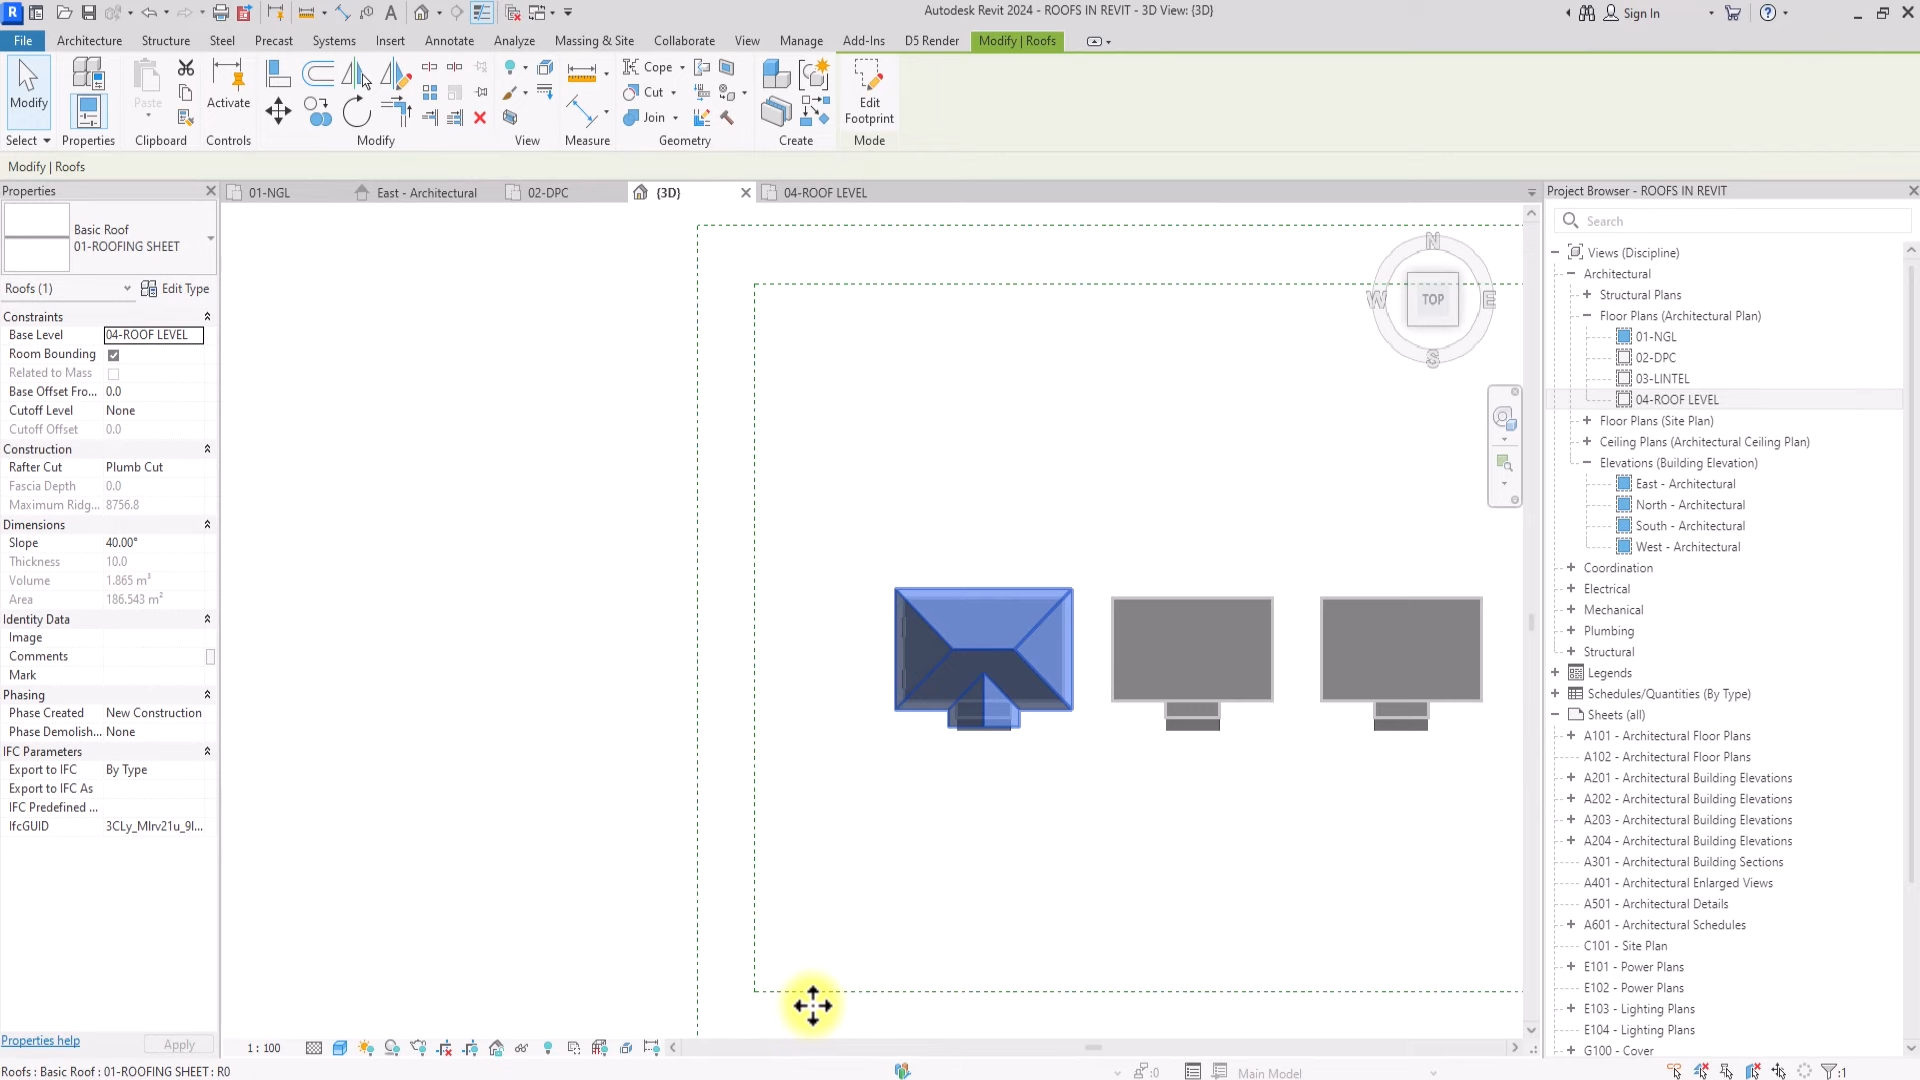 Autodesk Revit 2024 - ROOFS IN REVIT - 3D View: {3D}
Sign In
File Architecture Structure Steel Precast Systems Insert Annotate Analyze Massing & Site Collaborate View Manage Add-Ins D5 Render Modify | Roofs
Modify Paste Activate Cope Cut Join Edit Footprint
Select Properties Clipboard Controls Modify View Measure Geometry Create Mode
Modify | Roofs
Properties
01-NGL East - Architectural 02-DPC {3D} 04-ROOF LEVEL
Basic Roof
01-ROOFING SHEET
Roofs (1) Edit Type
Constraints
Base Level 04-ROOF LEVEL
Room Bounding
Related to Mass
Base Offset Fro... 0.0
Cutoff Level None
Cutoff Offset 0.0
Construction
Rafter Cut Plumb Cut
Fascia Depth 0.0
Maximum Ridg... 8756.8
Dimensions
Slope 40.00°
Thickness 10.0
Volume 1.865 m³
Area 186.543 m²
Identity Data
Image
Comments
Mark
Phasing
Phase Created New Construction
Phase Demolish... None
IFC Parameters
Export to IFC By Type
Export to IFC As
IFC Predefined ...
IfcGUID 3CLy_MIrv21u_9I...
Properties help Apply
N
W TOP E
S
Project Browser - ROOFS IN REVIT
Search
Views (Discipline)
Architectural
Structural Plans
Floor Plans (Architectural Plan)
01-NGL
02-DPC
03-LINTEL
04-ROOF LEVEL
Floor Plans (Site Plan)
Ceiling Plans (Architectural Ceiling Plan)
Elevations (Building Elevation)
East - Architectural
North - Architectural
South - Architectural
West - Architectural
Coordination
Electrical
Mechanical
Plumbing
Structural
Legends
Schedules/Quantities (By Type)
Sheets (all)
A101 - Architectural Floor Plans
A102 - Architectural Floor Plans
A201 - Architectural Building Elevations
A202 - Architectural Building Elevations
A203 - Architectural Building Elevations
A204 - Architectural Building Elevations
A301 - Architectural Building Sections
A401 - Architectural Enlarged Views
A501 - Architectural Details
A601 - Architectural Schedules
C101 - Site Plan
E101 - Power Plans
E102 - Power Plans
E103 - Lighting Plans
E104 - Lighting Plans
G100 - Cover
1 : 100
Roofs : Basic Roof : 01-ROOFING SHEET : R0
:0 Main Model :1